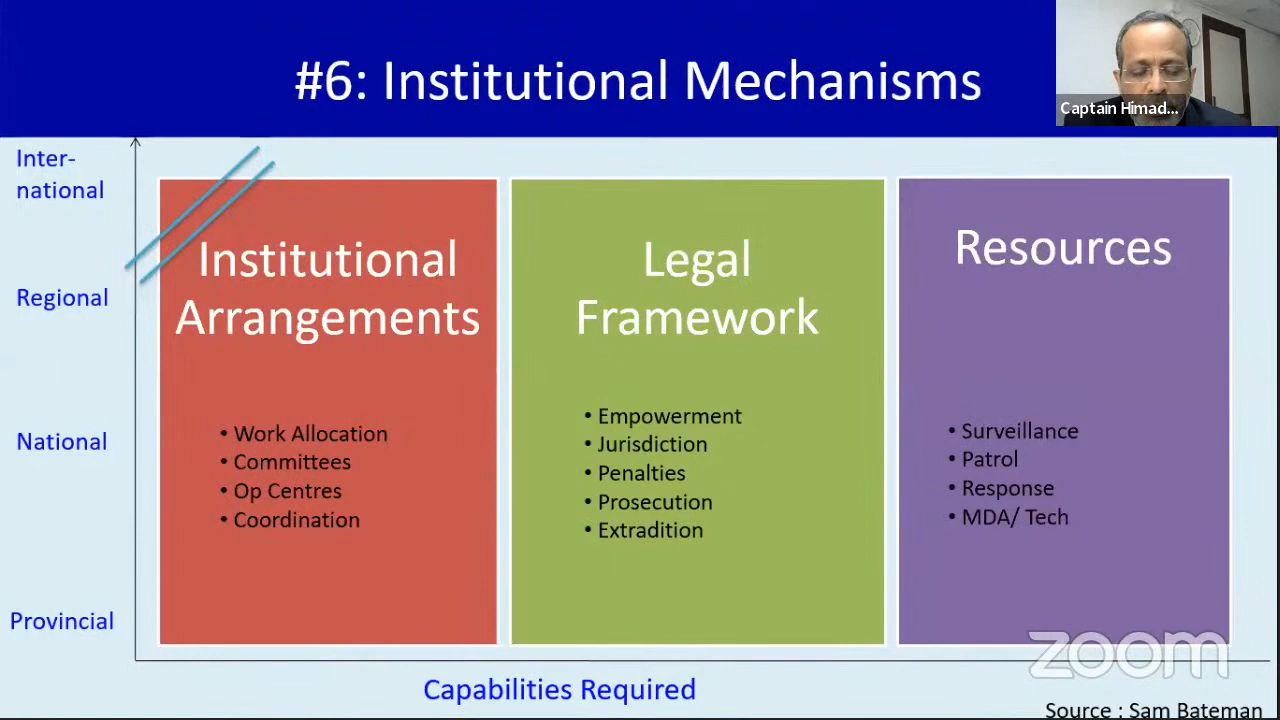 #6: Institutional Mechanisms
Captain Himad...
Inter-
national
Regional
National
Provincial
Institutional
Arrangements
• Work Allocation
• Committees
• Op Centres
• Coordination
Legal
Framework
• Empowerment
• Jurisdiction
• Penalties
• Prosecution
• Extradition
Resources
• Surveillance
• Patrol
• Response
• MDA/ Tech
zoom
Capabilities Required
Source : Sam Bateman